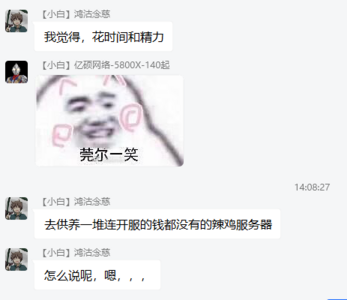 【小白】鸿沽念慈
我觉得，花时间和精力
【小白】亿硕网络-5800X-140起
莞尔一笑
14:08:27
【小白】鸿沽念慈
去供养一堆连开服的钱都没有的辣鸡服务器
【小白】鸿沽念慈
怎么说呢，嗯，，，